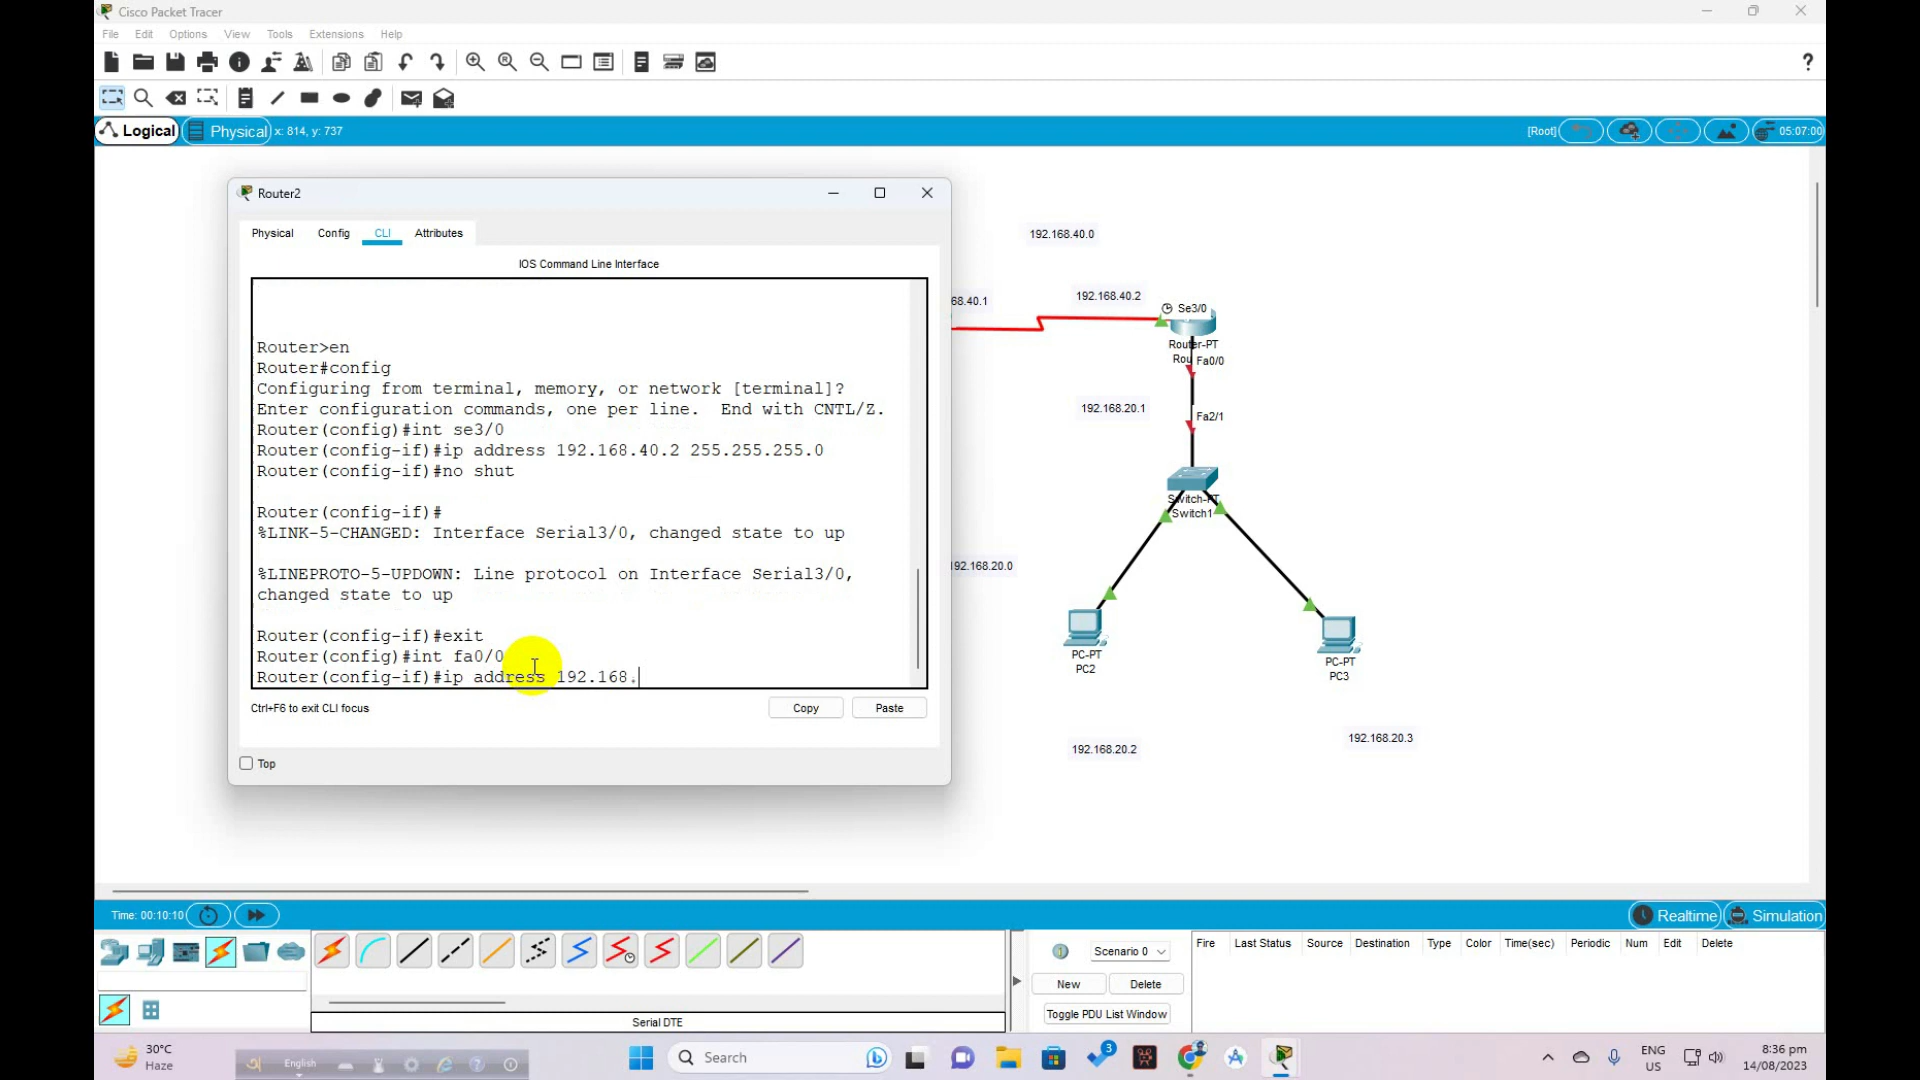 Cisco Packet Tracer
File Edit Options View Tools Extensions Help
Logical Physical x: 814, y: 737
[Root] 05:07:00
Router2
Physical Config CLI Attributes
IOS Command Line Interface
Router>en
Router#config
Configuring from terminal, memory, or network [terminal]?
Enter configuration commands, one per line. End with CNTL/Z.
Router(config)#int se3/0
Router(config-if)#ip address 192.168.40.2 255.255.255.0
Router(config-if)#no shut
Router(config-if)#
%LINK-5-CHANGED: Interface Serial3/0, changed state to up
%LINEPROTO-5-UPDOWN: Line protocol on Interface Serial3/0,
changed state to up
Router(config-if)#exit
Router(config)#int fa0/0
Router(config-if)#ip address 192.168.
Ctrl+F6 to exit CLI focus
Copy Paste
Top
192.168.40.0
68.40.1
192.168.40.2
Se3/0
Router-PT
Rou Fa0/0
192.168.20.1
Fa2/1
Switch-PT
Switch1
192.168.20.0
PC-PT
PC2
PC-PT
PC3
192.168.20.2
192.168.20.3
Time: 00:10:10
Realtime Simulation
Scenario 0
New Delete
Toggle PDU List Window
Fire Last Status Source Destination Type Color Time(sec) Periodic Num Edit Delete
Serial DTE
30°C
Haze
English
Search
3
ENG
US
8:36 pm
14/08/2023